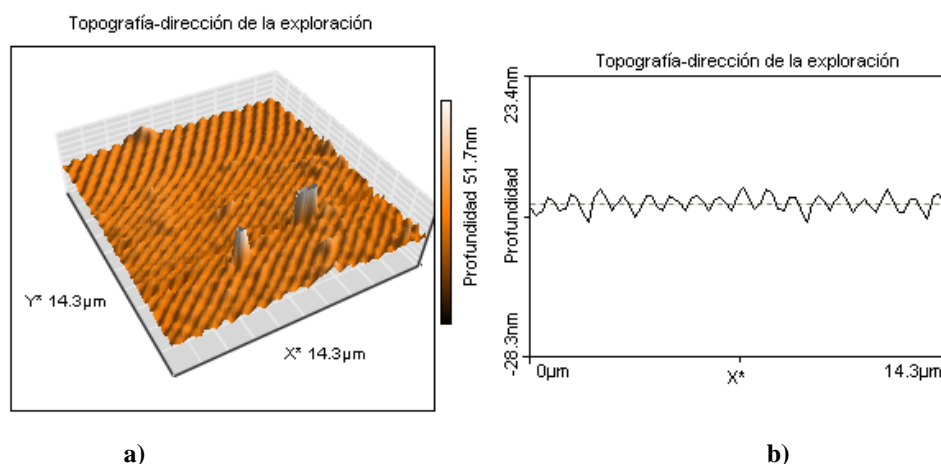 Topografía-dirección de la exploración
Profundidad 51.7nm
Y* 14.3µm
X* 14.3µm
a)
Topografía-dirección de la exploración
23.4nm
Profundidad
-28.3nm
0µm
X*
14.3µm
b)